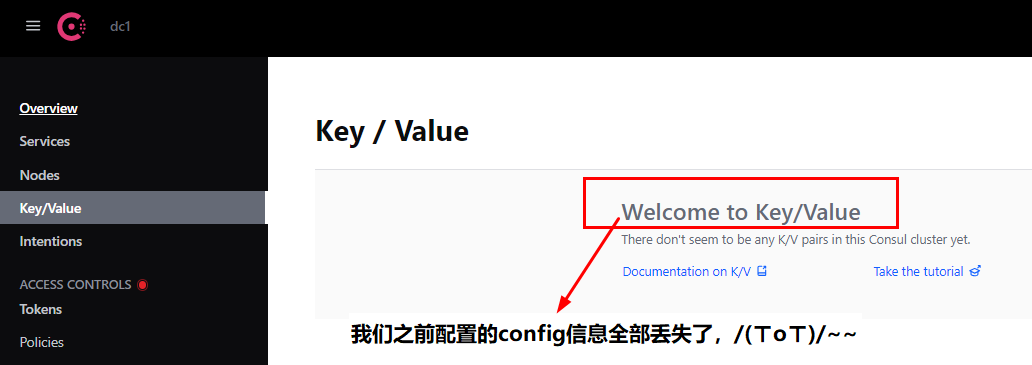 dc1
Overview
Services
Nodes
Key/Value
Intentions
ACCESS CONTROLS
Tokens
Policies
Key / Value
Welcome to Key/Value
There don't seem to be any K/V pairs in this Consul cluster yet.
Documentation on K/V
Take the tutorial
我们之前配置的config信息全部丢失了，/(ㄒoㄒ)/~~